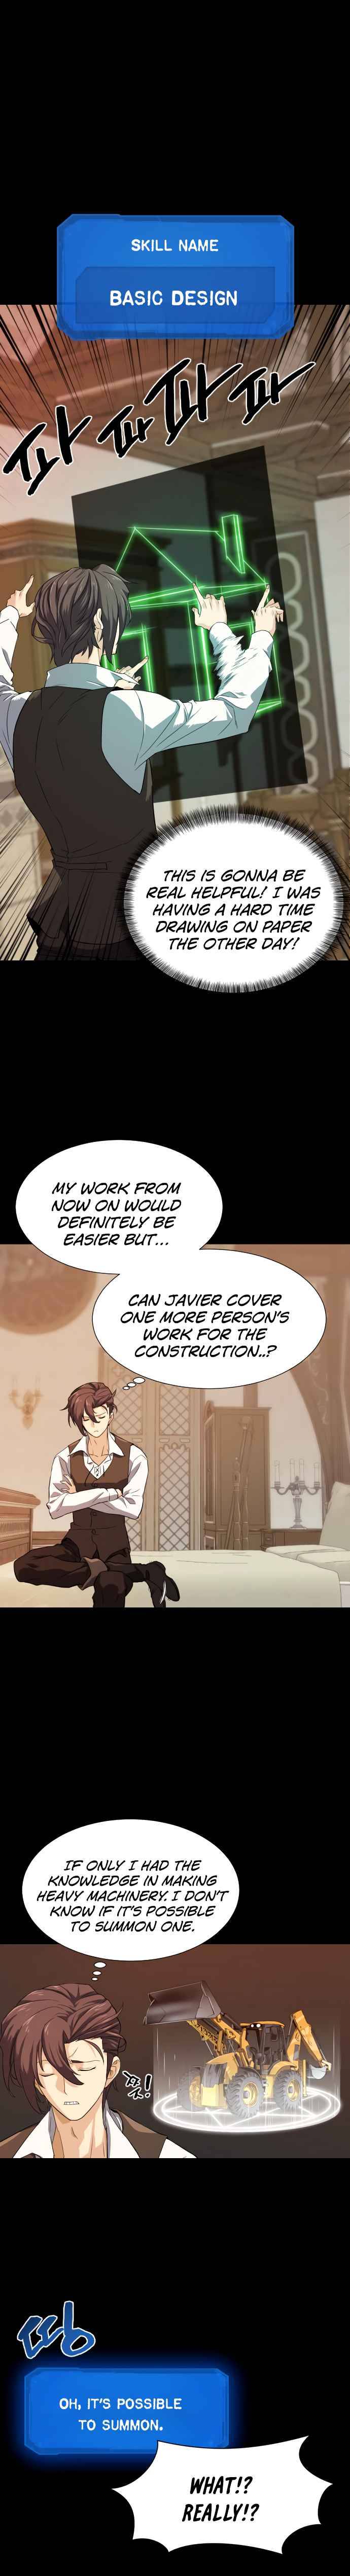 SKILL NAME
BASIC DESIGN
파 파 파 파
THIS IS GONNA BE
REAL HELPFUL! I WAS
HAVING A HARD TIME
DRAWING ON PAPER
THE OTHER DAY!
MY WORK FROM
NOW ON WOULD
DEFINITELY BE
EASIER BUT...
CAN JAVIER COVER
ONE MORE PERSON'S
WORK FOR THE
CONSTRUCTION..?
IF ONLY I HAD THE
KNOWLEDGE IN MAKING
HEAVY MACHINERY. I DON'T
KNOW IF IT'S POSSIBLE
TO SUMMON ONE.
띠링
OH, IT'S POSSIBLE
TO SUMMON.
WHAT!?
REALLY!?